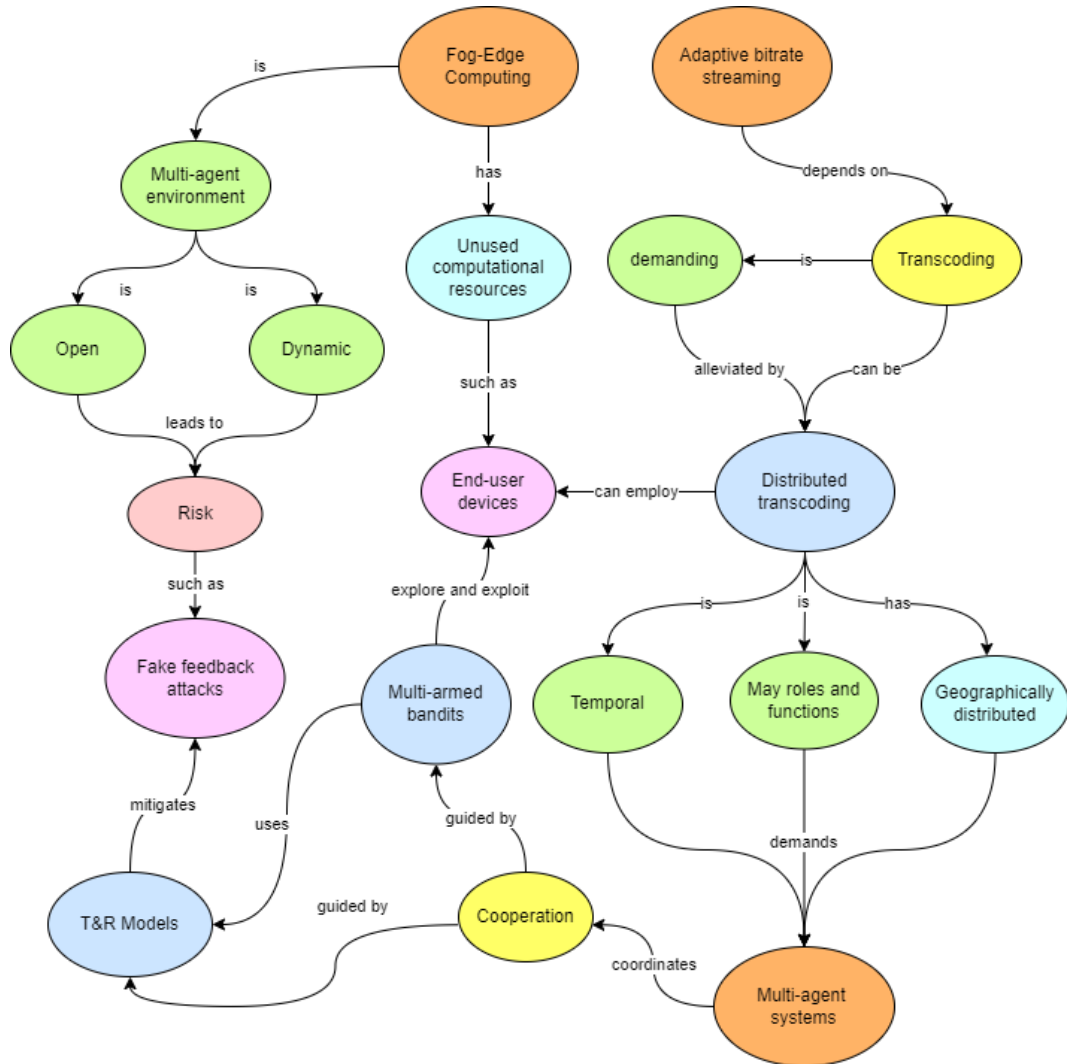 Fog-Edge
Computing
Adaptive bitrate
streaming
is
has
depends on
Multi-agent
environment
Unused
computational
resources
demanding
is
Transcoding
is
is
Open
Dynamic
such as
alleviated by
can be
leads to
Risk
End-user
devices
can employ
Distributed
transcoding
such as
explore and exploit
is
is
has
Fake feedback
attacks
Multi-armed
bandits
Temporal
May roles and
functions
Geographically
distributed
mitigates
uses
guided by
demands
T&R Models
guided by
Cooperation
coordinates
Multi-agent
systems